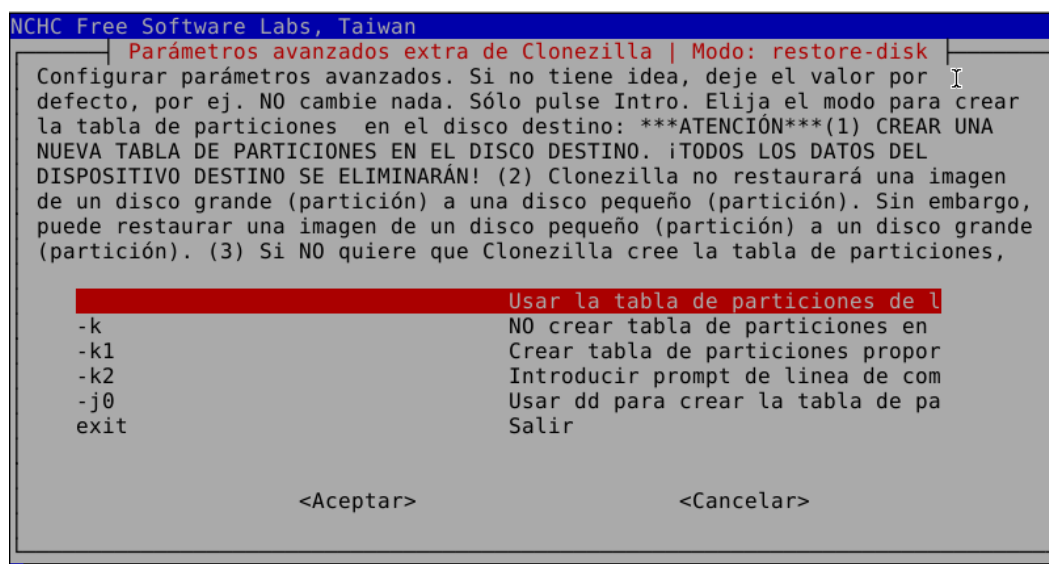 NCHC Free Software Labs, Taiwan
Parámetros avanzados extra de Clonezilla | Modo: restore-disk
Configurar parámetros avanzados. Si no tiene idea, deje el valor por
defecto, por ej. NO cambie nada. Sólo pulse Intro. Elija el modo para crear
la tabla de particiones  en el disco destino: ***ATENCIÓN***(1) CREAR UNA
NUEVA TABLA DE PARTICIONES EN EL DISCO DESTINO. ¡TODOS LOS DATOS DEL
DISPOSITIVO DESTINO SE ELIMINARÁN! (2) Clonezilla no restaurará una imagen
de un disco grande (partición) a una disco pequeño (partición). Sin embargo,
puede restaurar una imagen de un disco pequeño (partición) a un disco grande
(partición). (3) Si NO quiere que Clonezilla cree la tabla de particiones,
Usar la tabla de particiones de l
-k NO crear tabla de particiones en
-k1 Crear tabla de particiones propor
-k2 Introducir prompt de linea de com
-j0 Usar dd para crear la tabla de pa
exit Salir
<Aceptar> <Cancelar>